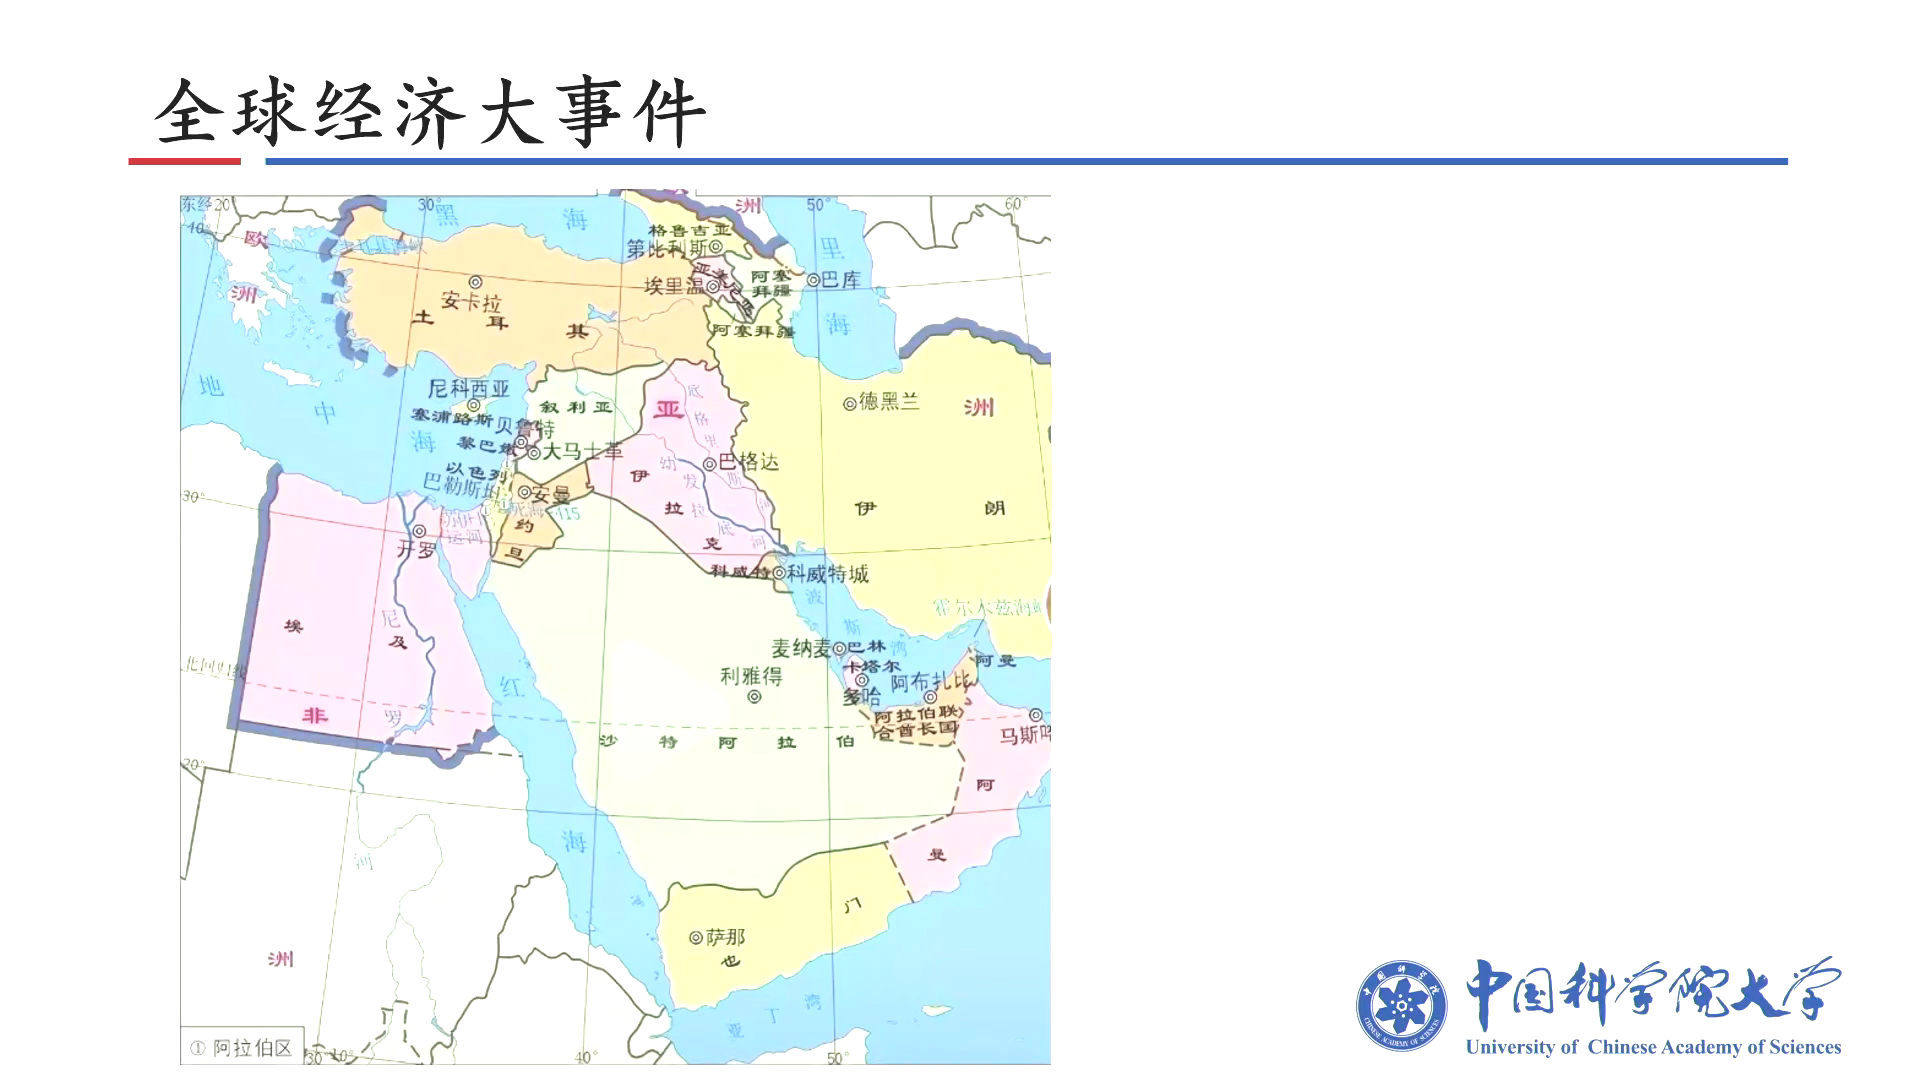 全球经济大事件
东经20°
30°
黑
海
洲
50°
60°
40°
欧
洲
格鲁吉亚
第比利斯
埃里温
亚美尼亚
阿塞
拜疆
巴库
里
海
安卡拉
土 耳 其
阿塞拜疆
地
中
海
尼科西亚
塞浦路斯
贝鲁特
黎巴嫩
叙利亚
大马士革
以色列
巴勒斯坦
亚
洲
德黑兰
底
格
里
斯
河
巴格达
幼
发
拉
底
河
伊
拉
克
伊 朗
30°
安曼
死海-415
约
旦
苏伊士
运河
开罗
科威特
科威特城
波
斯
湾
霍尔木兹海峡
埃
及
尼
罗
河
麦纳麦
巴林
卡塔尔
多哈
阿布扎比
阿曼
利雅得
北回归线
红
海
非
洲
阿拉伯联
合酋长国
马斯喀
沙 特 阿 拉 伯
20°
阿
曼
门
萨那
也
亚 丁 湾
① 阿拉伯区
30°
10°
40°
50°
中国科学院大学
University of Chinese Academy of Sciences